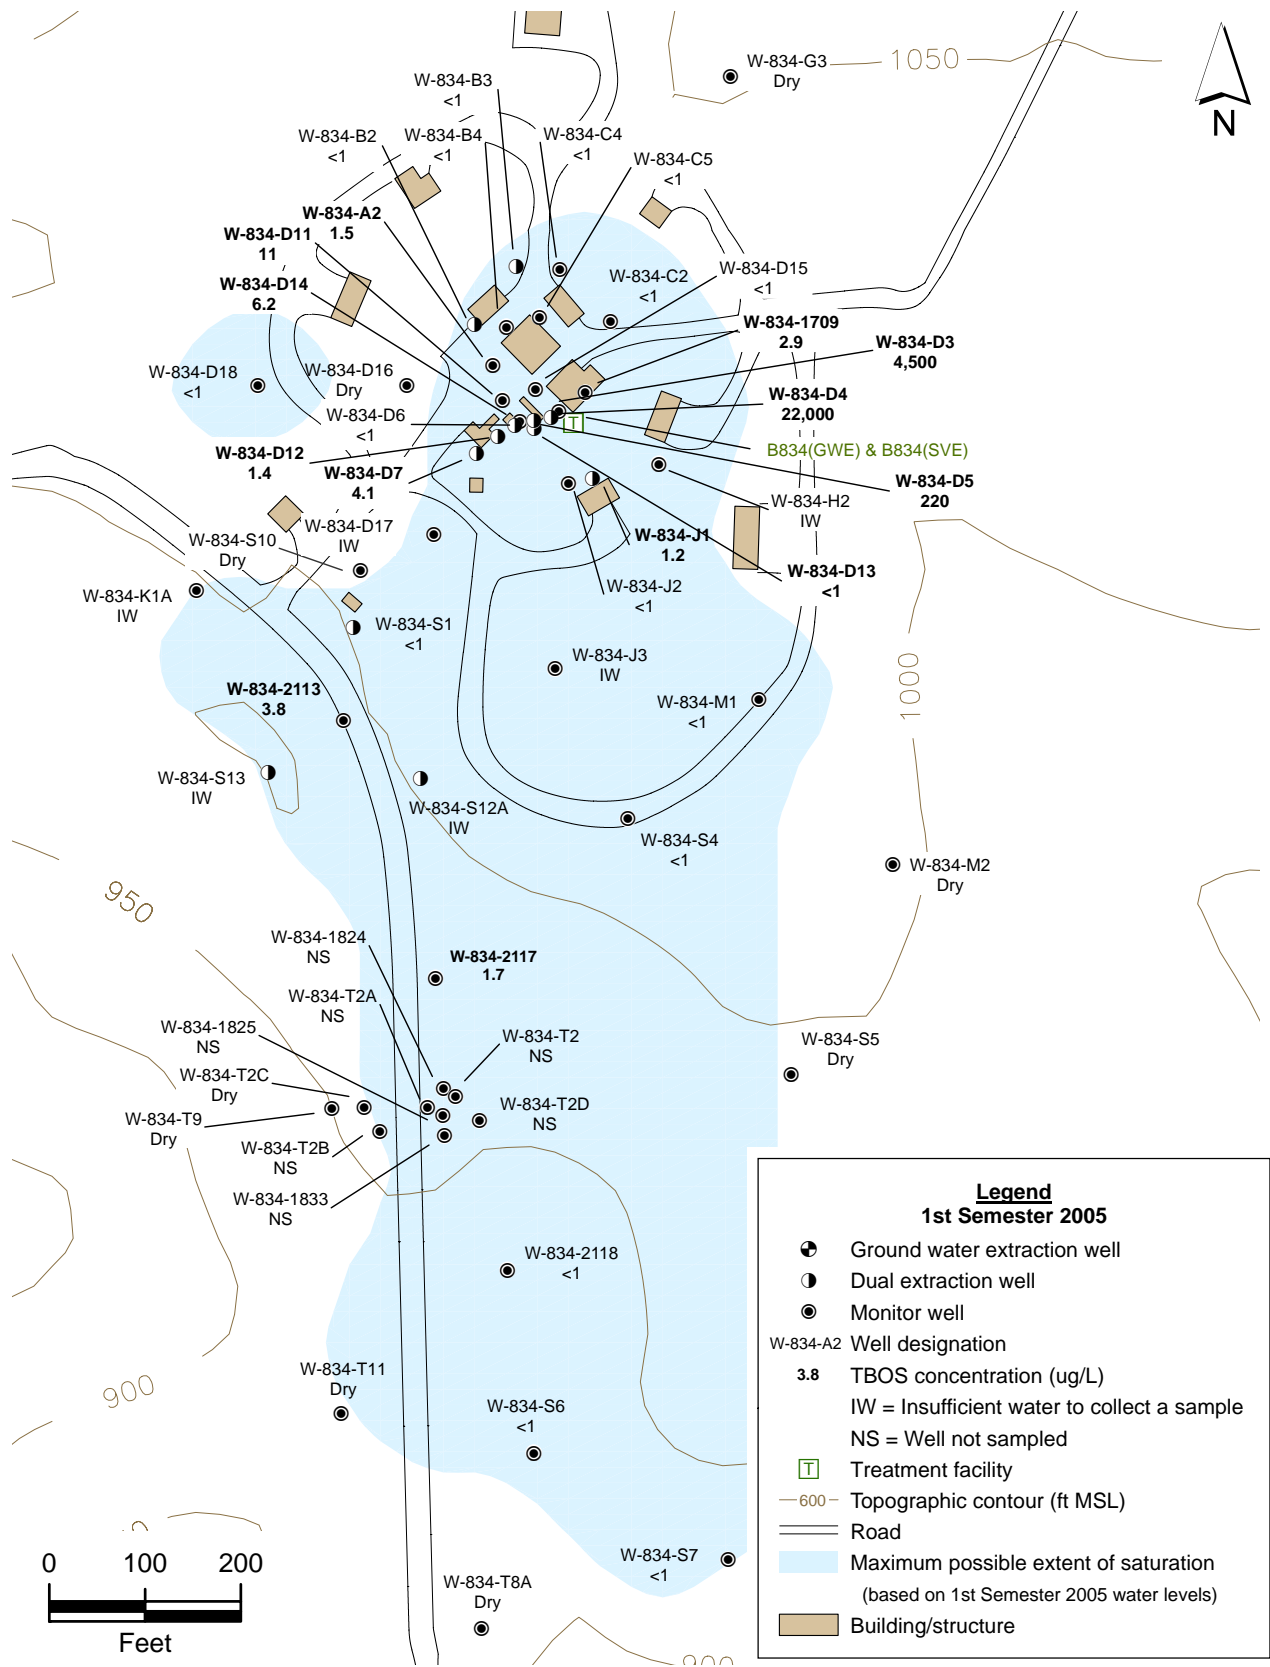 W-834-G3
Dry
1050
N
W-834-B3
<1
W-834-B2
<1
W-834-B4
<1
W-834-C4
<1
W-834-C5
<1
W-834-A2
1.5
W-834-D11
11
W-834-D14
6.2
W-834-C2
<1
W-834-D15
<1
W-834-1709
2.9
W-834-D3
4,500
W-834-D18
<1
W-834-D16
Dry
W-834-D4
22,000
W-834-D6
<1
T
B834(GWE) & B834(SVE)
W-834-D12
1.4
W-834-D7
4.1
W-834-D5
220
W-834-H2
IW
W-834-D17
IW
W-834-S10
Dry
W-834-J1
1.2
W-834-D13
<1
W-834-J2
<1
W-834-K1A
IW
W-834-S1
<1
W-834-J3
IW
1000
W-834-2113
3.8
W-834-M1
<1
W-834-S13
IW
W-834-S12A
IW
W-834-S4
<1
W-834-M2
Dry
950
W-834-1824
NS
W-834-2117
1.7
W-834-T2A
NS
W-834-1825
NS
W-834-T2
NS
W-834-S5
Dry
W-834-T2C
Dry
W-834-T9
Dry
W-834-T2D
NS
W-834-T2B
NS
W-834-1833
NS
W-834-2118
<1
W-834-T11
Dry
900
W-834-S6
<1
W-834-S7
<1
W-834-T8A
Dry
900
0 100 200
Feet
Legend
1st Semester 2005
Ground water extraction well
Dual extraction well
Monitor well
W-834-A2 Well designation
3.8 TBOS concentration (ug/L)
IW = Insufficient water to collect a sample
NS = Well not sampled
T Treatment facility
600 Topographic contour (ft MSL)
Road
Maximum possible extent of saturation
(based on 1st Semester 2005 water levels)
Building/structure